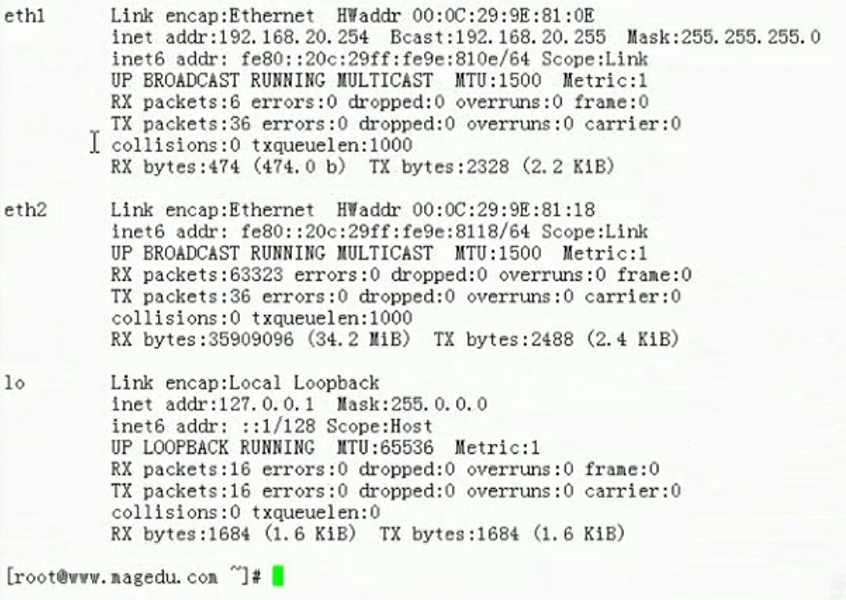 eth1      Link encap:Ethernet  HWaddr 00:0C:29:9E:81:0E
          inet addr:192.168.20.254  Bcast:192.168.20.255  Mask:255.255.255.0
          inet6 addr: fe80::20c:29ff:fe9e:810e/64 Scope:Link
          UP BROADCAST RUNNING MULTICAST  MTU:1500  Metric:1
          RX packets:6 errors:0 dropped:0 overruns:0 frame:0
          TX packets:36 errors:0 dropped:0 overruns:0 carrier:0
          collisions:0 txqueuelen:1000
          RX bytes:474 (474.0 b)  TX bytes:2328 (2.2 KiB)
eth2      Link encap:Ethernet  HWaddr 00:0C:29:9E:81:18
          inet6 addr: fe80::20c:29ff:fe9e:8118/64 Scope:Link
          UP BROADCAST RUNNING MULTICAST  MTU:1500  Metric:1
          RX packets:63323 errors:0 dropped:0 overruns:0 frame:0
          TX packets:36 errors:0 dropped:0 overruns:0 carrier:0
          collisions:0 txqueuelen:1000
          RX bytes:35909096 (34.2 MiB)  TX bytes:2488 (2.4 KiB)
lo        Link encap:Local Loopback
          inet addr:127.0.0.1  Mask:255.0.0.0
          inet6 addr: ::1/128 Scope:Host
          UP LOOPBACK RUNNING  MTU:65536  Metric:1
          RX packets:16 errors:0 dropped:0 overruns:0 frame:0
          TX packets:16 errors:0 dropped:0 overruns:0 carrier:0
          collisions:0 txqueuelen:0
          RX bytes:1684 (1.6 KiB)  TX bytes:1684 (1.6 KiB)
[root@www.magedu.com ~]#